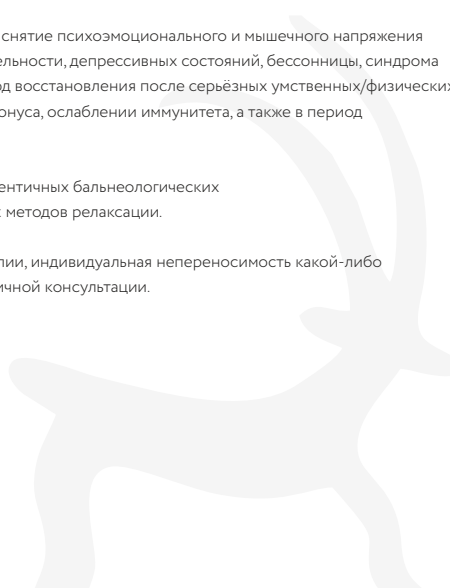 снятие психоэмоционального и мышечного напряжения
ельности, депрессивных состояний, бессонницы, синдрома
од восстановления после серьёзных умственных/физических
онуса, ослаблении иммунитета, а также в период
ентичных бальнеологических
методов релаксации.
пии, индивидуальная непереносимость какой-либо
ичной консультации.